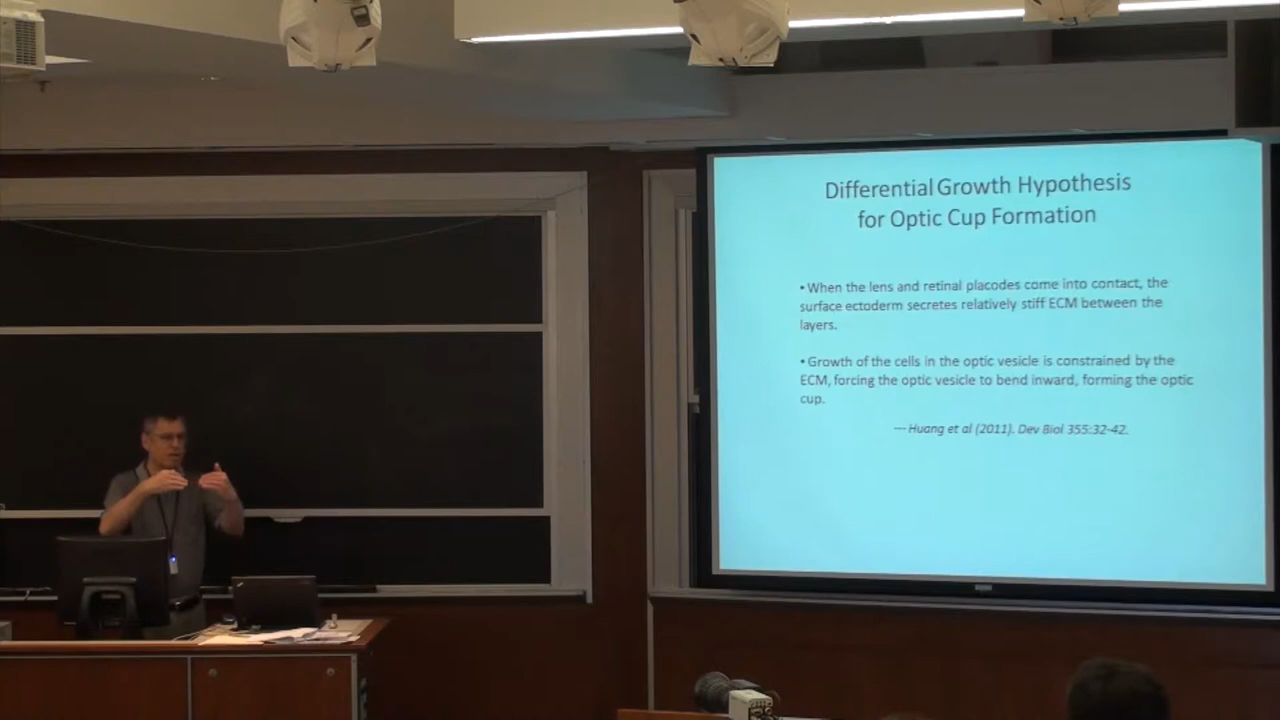 Differential Growth Hypothesis
for Optic Cup Formation
• When the lens and retinal placodes come into contact, the
surface ectoderm secretes relatively stiff ECM between the
layers.
• Growth of the cells in the optic vesicle is constrained by the
ECM, forcing the optic vesicle to bend inward, forming the optic
cup.
--- Huang et al (2011). Dev Biol 355:32-42.